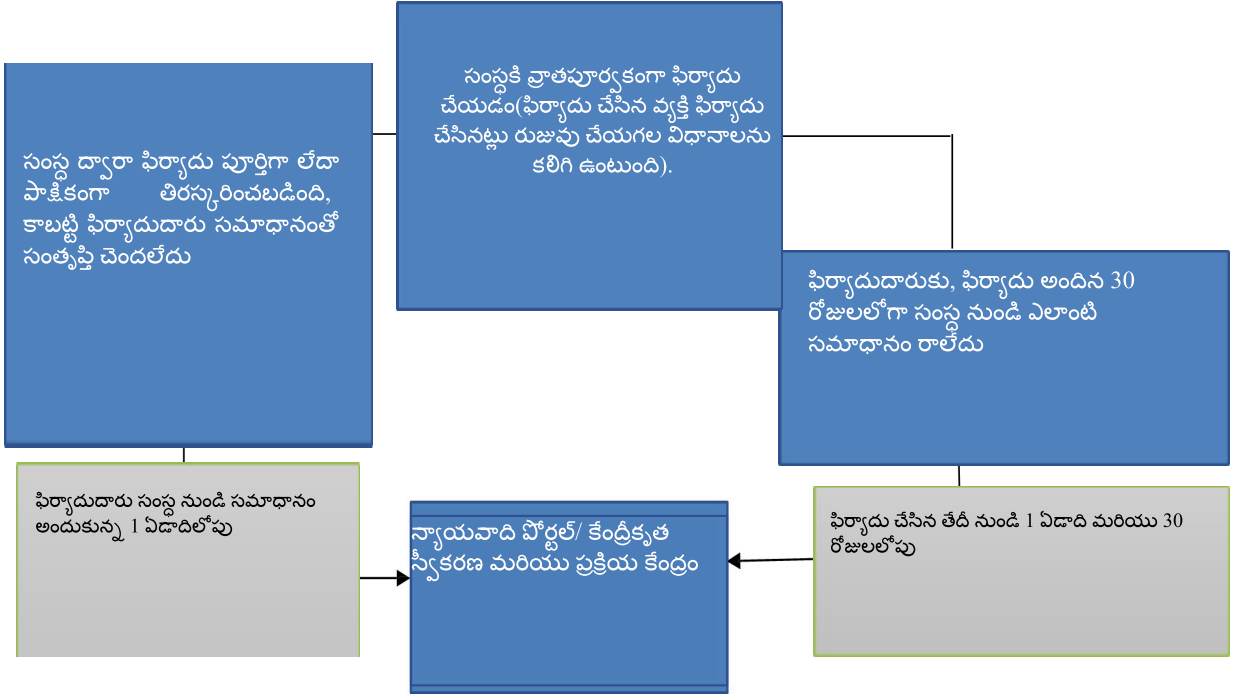 సంస్థకి వ్రాతపూర్వకంగా ఫిర్యాదు
చేయడం(ఫిర్యాదు చేసిన వ్యక్తి ఫిర్యాదు
చేసినట్లు రుజువు చేయగల విధానాలను
కలిగి ఉంటుంది).
సంస్థ ద్వారా ఫిర్యాదు పూర్తిగా లేదా
పాక్షికంగా తిరస్కరించబడింది,
కాబట్టి ఫిర్యాదుదారు సమాధానంతో
సంతృప్తి చెందలేదు
ఫిర్యాదుదారుకు, ఫిర్యాదు అందిన 30
రోజులలోగా సంస్థ నుండి ఎలాంటి
సమాధానం రాలేదు
ఫిర్యాదుదారు సంస్థ నుండి సమాధానం
అందుకున్న 1 ఏడాదిలోపు
న్యాయవాది పోర్టల్/ కేంద్రీకృత
స్వీకరణ మరియు ప్రక్రియ కేంద్రం
ఫిర్యాదు చేసిన తేదీ నుండి 1 ఏడాది మరియు 30
రోజులలోపు